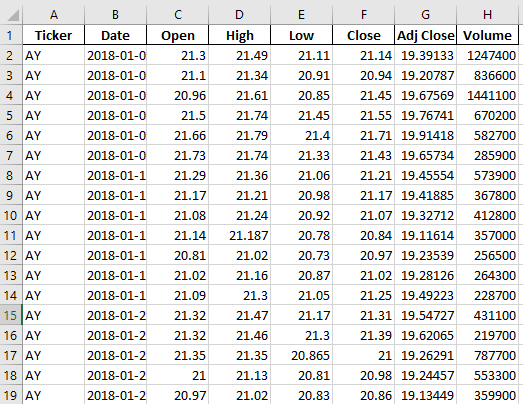 A B C D E F G H
1 Ticker Date Open High Low Close Adj Close Volume
2 AY 2018-01-0 21.3 21.49 21.11 21.14 19.39133 1247400
3 AY 2018-01-0 21.1 21.34 20.91 20.94 19.20787 836600
4 AY 2018-01-0 20.96 21.61 20.85 21.45 19.67569 1441100
5 AY 2018-01-0 21.5 21.74 21.45 21.55 19.76741 670200
6 AY 2018-01-0 21.66 21.79 21.4 21.71 19.91418 582700
7 AY 2018-01-0 21.73 21.74 21.33 21.43 19.65734 285900
8 AY 2018-01-1 21.29 21.36 21.06 21.21 19.45554 573900
9 AY 2018-01-1 21.17 21.21 20.98 21.17 19.41885 367800
10 AY 2018-01-1 21.08 21.24 20.92 21.07 19.32712 412800
11 AY 2018-01-1 21.14 21.187 20.78 20.84 19.11614 357000
12 AY 2018-01-1 20.81 21.02 20.73 20.97 19.23539 256500
13 AY 2018-01-1 21.02 21.16 20.87 21.02 19.28126 264300
14 AY 2018-01-1 21.09 21.3 21.05 21.25 19.49223 228700
15 AY 2018-01-2 21.32 21.47 21.17 21.31 19.54727 431100
16 AY 2018-01-2 21.32 21.46 21.3 21.39 19.62065 219700
17 AY 2018-01-2 21.35 21.35 20.865 21 19.26291 787700
18 AY 2018-01-2 21 21.13 20.81 20.98 19.24457 553300
19 AY 2018-01-2 20.97 21.02 20.83 20.86 19.13449 359900